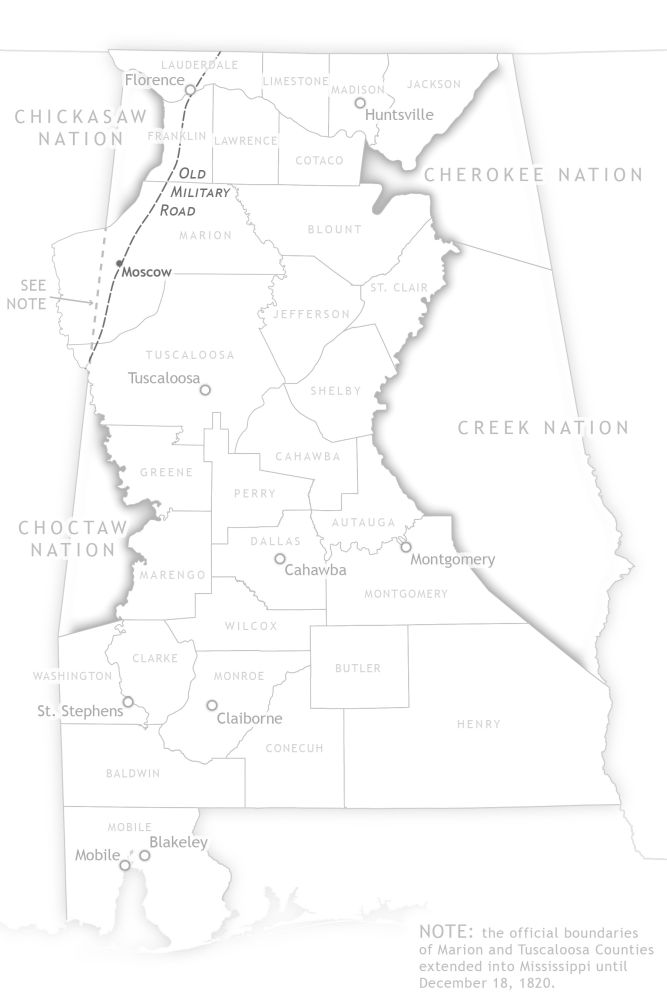 LAUDERDALE
Florence
LIMESTONE
MADISON
JACKSON
Huntsville
CHICKASAW
NATION
FRANKLIN
LAWRENCE
COTACO
CHEROKEE NATION
OLD
MILITARY
ROAD
MARION
BLOUNT
Moscow
SEE
NOTE
ST. CLAIR
JEFFERSON
TUSCALOOSA
Tuscaloosa
SHELBY
CREEK NATION
CAHAWBA
GREENE
PERRY
CHOCTAW
NATION
AUTAUGA
DALLAS
Cahawba
Montgomery
MARENGO
MONTGOMERY
WILCOX
CLARKE
WASHINGTON
MONROE
BUTLER
St. Stephens
Claiborne
HENRY
CONECUH
BALDWIN
MOBILE
Blakeley
Mobile
NOTE: the official boundaries
of Marion and Tuscaloosa Counties
extended into Mississippi until
December 18, 1820.